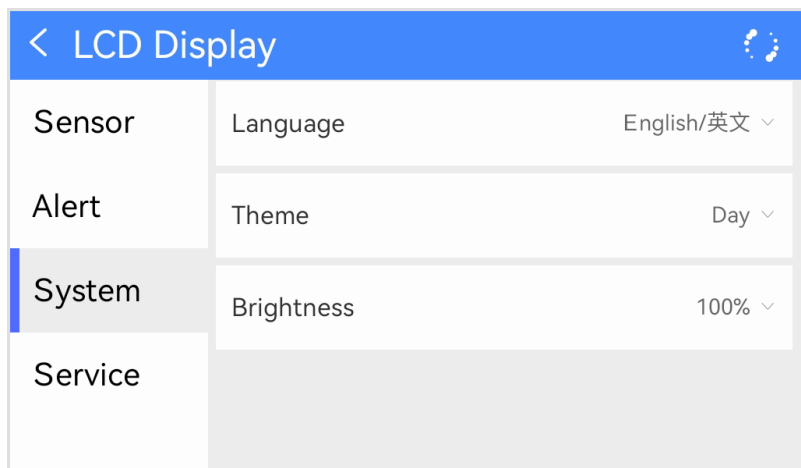 LCD Display
Sensor
Alert
System
Service
Language English/英文
Theme Day
Brightness 100%